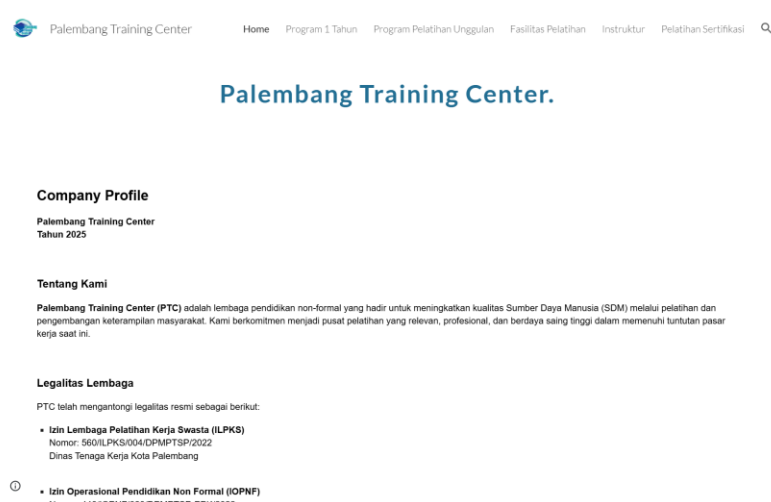 Palembang Training Center
Home Program 1 Tahun Program Pelatihan Unggulan Fasilitas Pelatihan Instruktur Pelatihan Sertifikasi
Palembang Training Center.
Company Profile
Palembang Training Center
Tahun 2025
Tentang Kami
Palembang Training Center (PTC) adalah lembaga pendidikan non-formal yang hadir untuk meningkatkan kualitas Sumber Daya Manusia (SDM) melalui pelatihan dan
pengembangan keterampilan masyarakat. Kami berkomitmen menjadi pusat pelatihan yang relevan, profesional, dan berdaya saing tinggi dalam memenuhi tuntutan pasar
kerja saat ini.
Legalitas Lembaga
PTC telah mengantongi legalitas resmi sebagai berikut:
Izin Lembaga Pelatihan Kerja Swasta (ILPKS)
Nomor: 560/ILPKS/004/DPMPTSP/2022
Dinas Tenaga Kerja Kota Palembang
Izin Operasional Pendidikan Non Formal (IOPNF)